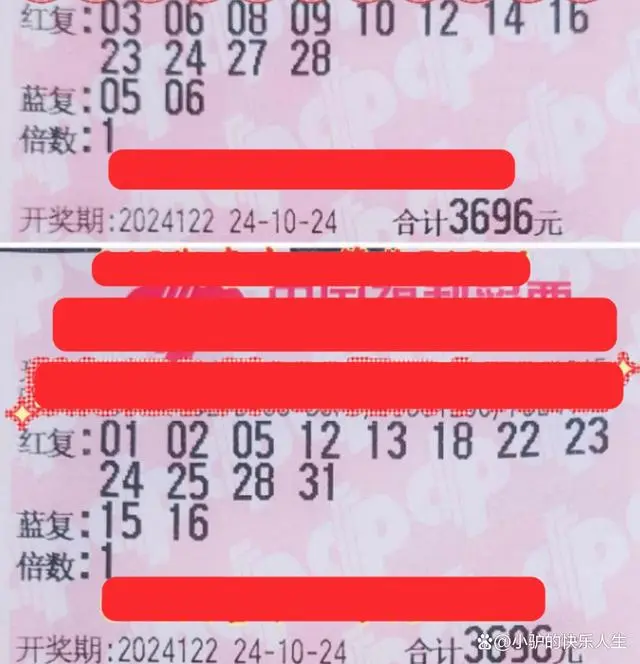 红复:03 06 08 09 10 12 14 16
23 24 27 28
蓝复:05 06
倍数:1
开奖期:2024122 24-10-24 合计3696元
红复:01 02 05 12 13 18 22 23
24 25 28 31
蓝复:15 16
倍数:1
开奖期:2024122 24-10-24 合计3696元
@小驴的快乐人生